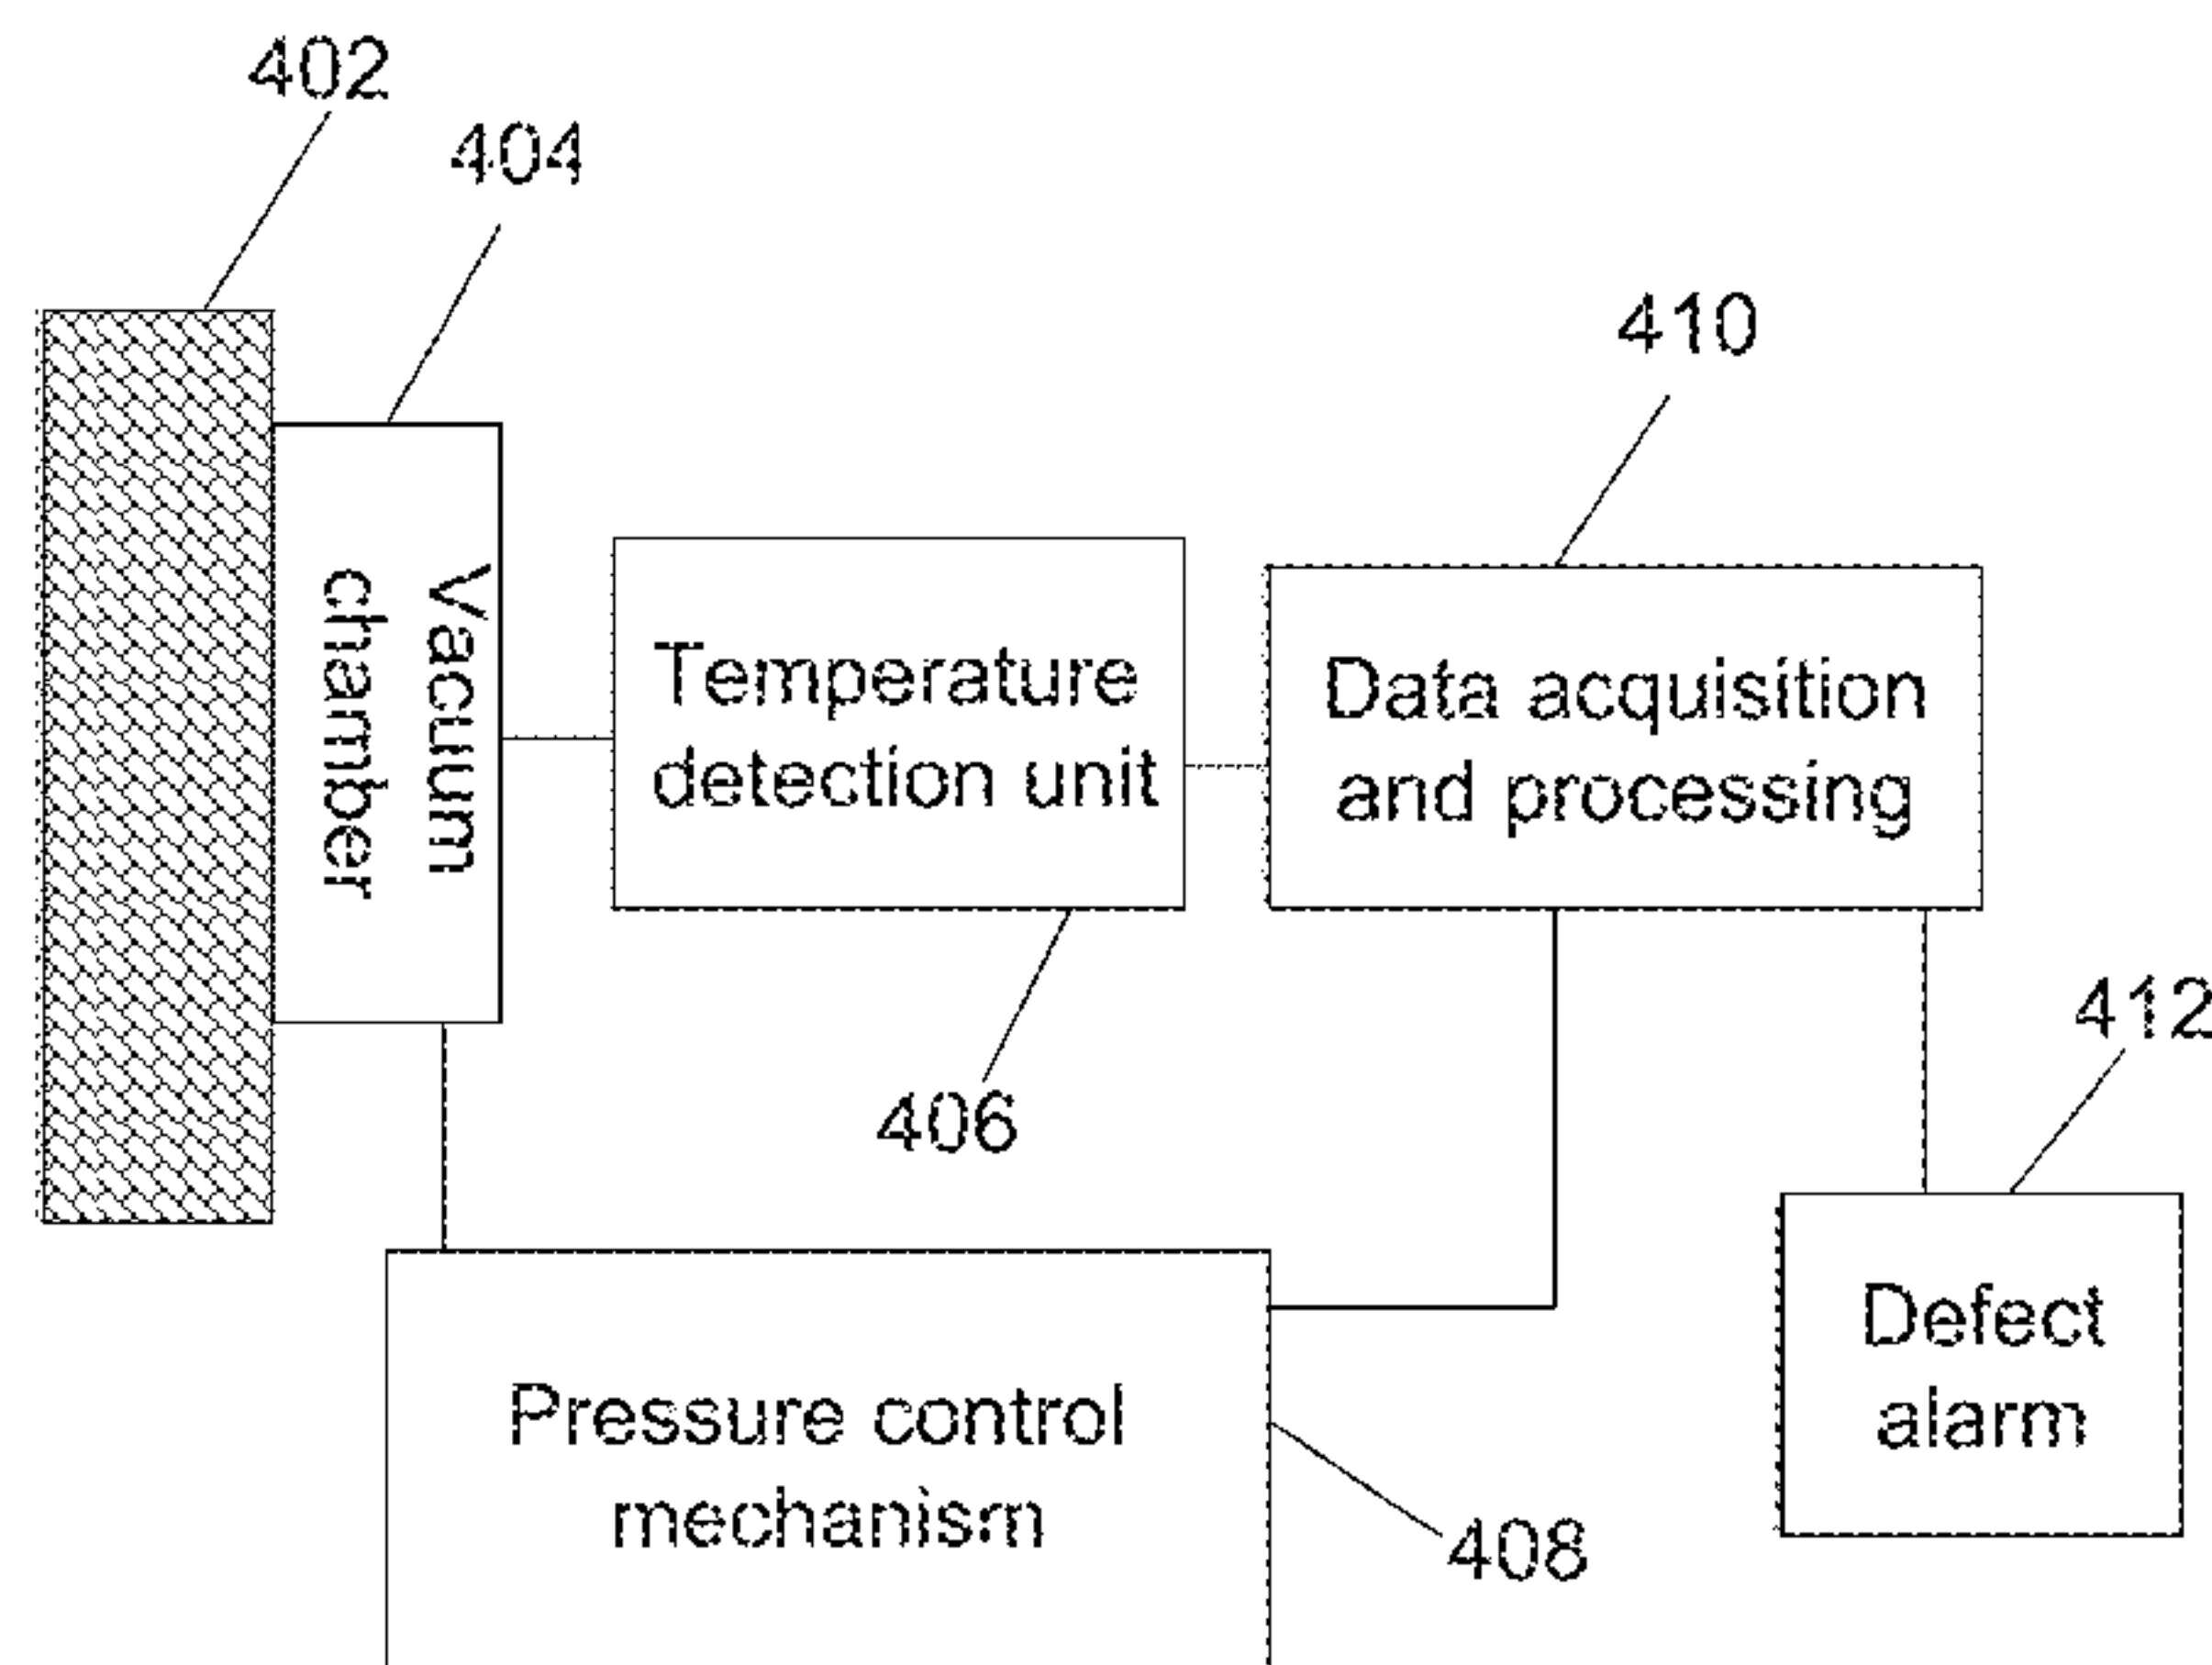 402
404
410
Vacuum
chamber
Temperature
detection unit
Data acquisition
and processing
412
406
Defect
alarm
Pressure control
mechanism
408